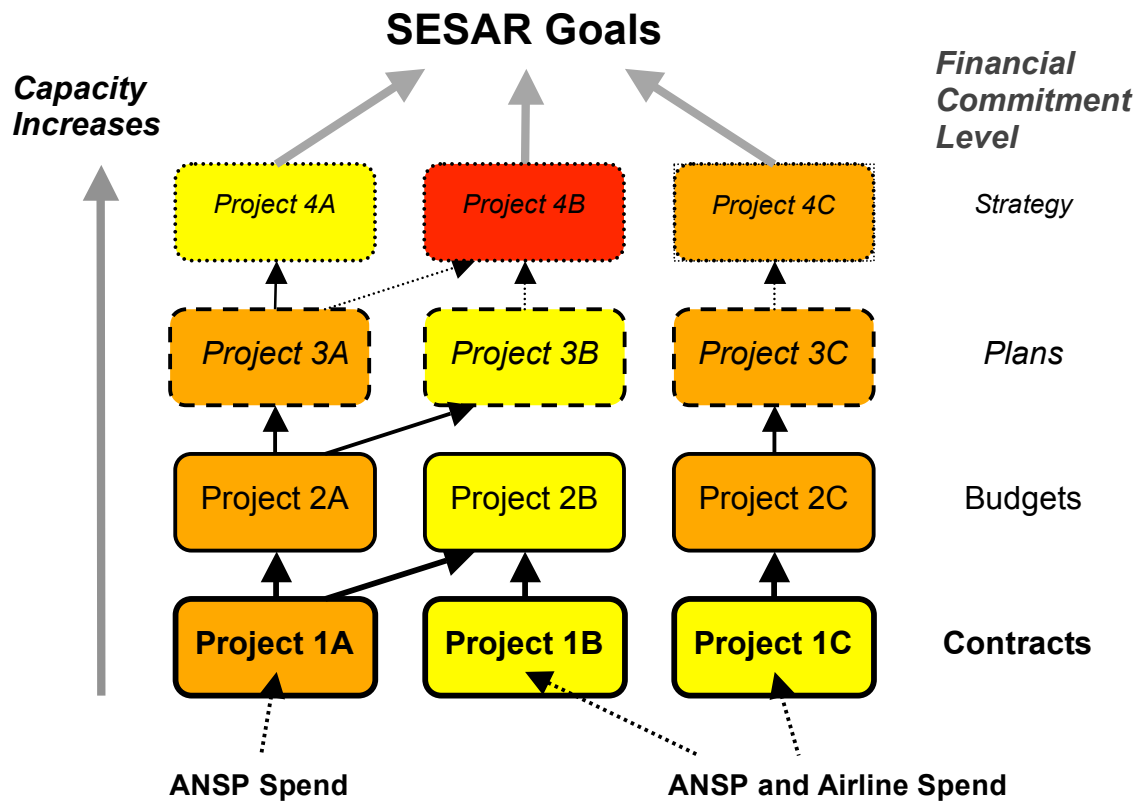 SESAR Goals
Capacity
Increases
Financial
Commitment
Level
Project 4A
Project 4B
Project 4C
Strategy
Project 3A
Project 3B
Project 3C
Plans
Project 2A
Project 2B
Project 2C
Budgets
Project 1A
Project 1B
Project 1C
Contracts
ANSP Spend
ANSP and Airline Spend